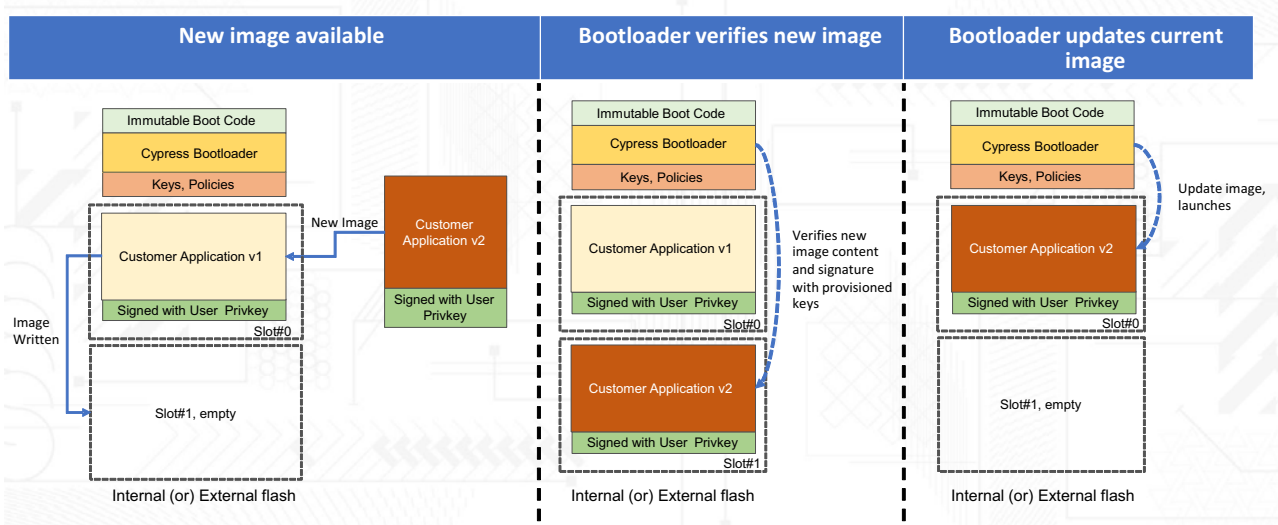 New image available
Bootloader verifies new image
Bootloader updates current
image
Immutable Boot Code
Cypress Bootloader
Keys, Policies
Customer Application v1
Signed with User Privkey
Slot#0
New Image
Customer
Application v2
Signed with User
Privkey
Image
Written
Slot#1, empty
Internal (or) External flash
Immutable Boot Code
Cypress Bootloader
Keys, Policies
Customer Application v1
Signed with User Privkey
Slot#0
Verifies new
image content
and signature
with provisioned
keys
Customer Application v2
Signed with User Privkey
Slot#1
Internal (or) External flash
Immutable Boot Code
Cypress Bootloader
Keys, Policies
Update image,
launches
Customer Application v2
Signed with User Privkey
Slot#0
Slot#1, empty
Internal (or) External flash